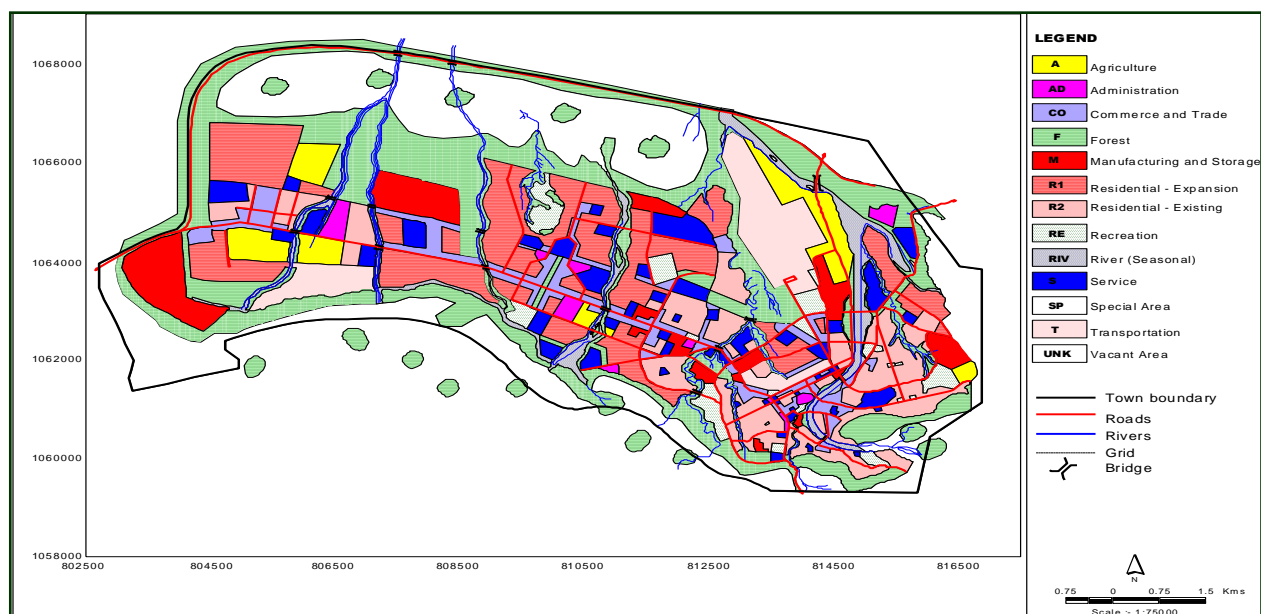 1068000
1066000
1064000
1062000
1060000
1058000
802500 804500 806500 808500 810500 812500 814500 816500
LEGEND
A Agriculture
AD Administration
CO Commerce and Trade
F Forest
M Manufacturing and Storage
R1 Residential - Expansion
R2 Residential - Existing
RE Recreation
RIV River (Seasonal)
S Service
SP Special Area
T Transportation
UNK Vacant Area
Town boundary
Roads
Rivers
Grid
Bridge
N
0.75 0 0.75 1.5 Kms
Scale :- 1:75000